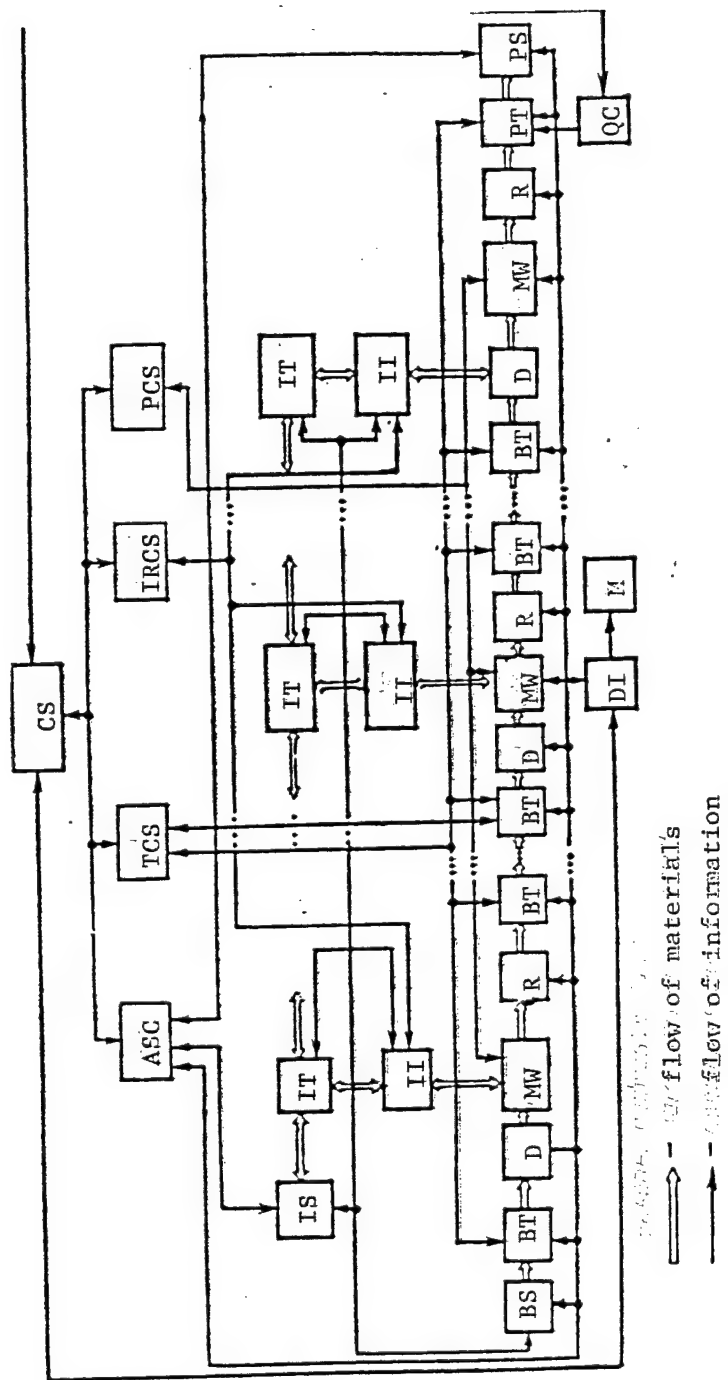 CS
ASC TCS IRCS PCS
IS IT IT IT
II IT II
BS BT D MW R BT ... BT D MW R BT ... BT D MW R PT PS
DI M QC
- flow of materials
- flow of information